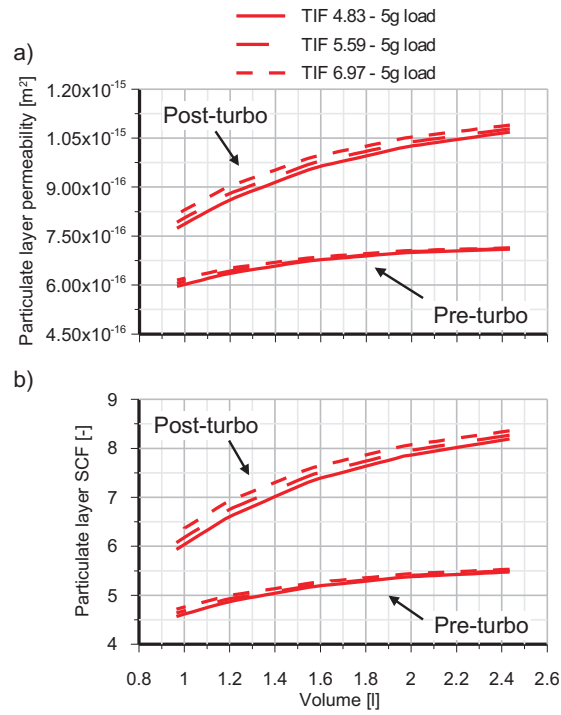 TIF 4.83 - 5g load
TIF 5.59 - 5g load
TIF 6.97 - 5g load
a)
Particulate layer permeability [m²]
1.20x10⁻¹⁵
1.05x10⁻¹⁵
9.00x10⁻¹⁶
7.50x10⁻¹⁶
6.00x10⁻¹⁶
4.50x10⁻¹⁶
Post-turbo
Pre-turbo
b)
Particulate layer SCF [-]
9
8
7
6
5
4
Post-turbo
Pre-turbo
0.8 1 1.2 1.4 1.6 1.8 2 2.2 2.4 2.6
Volume [l]